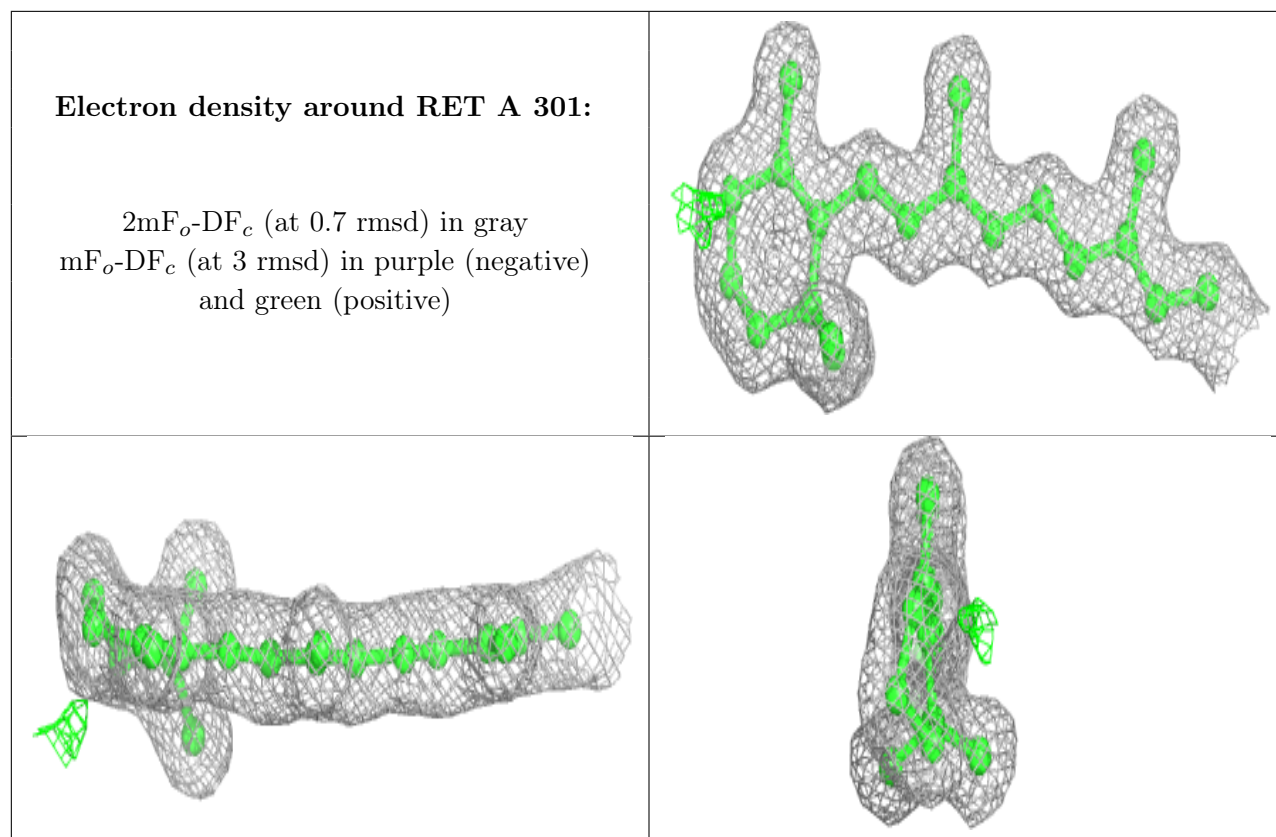 Electron density around RET A 301:
2mFo-DFc (at 0.7 rmsd) in gray
mFo-DFc (at 3 rmsd) in purple (negative)
and green (positive)